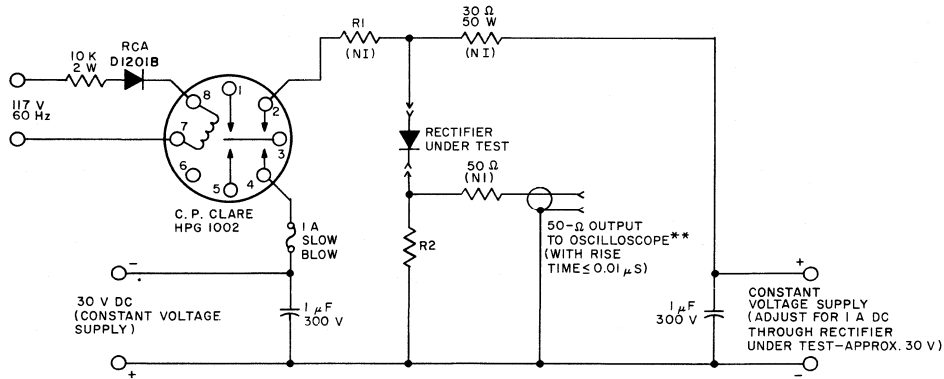 10 K
2 W
RCA
D1201B
117 V
60 Hz
8
1
2
7
3
6
5
4
C. P. CLARE
HPG 1002
1 A
SLOW
BLOW
R1
(NI)
30 Ω
50 W
(NI)
RECTIFIER
UNDER TEST
50 Ω
(NI)
R2
50-Ω OUTPUT
TO OSCILLOSCOPE**
(WITH RISE
TIME ≤ 0.01 μS)
–
30 V DC
(CONSTANT VOLTAGE
SUPPLY)
+
1 μF
300 V
1 μF
300 V
+
CONSTANT
VOLTAGE SUPPLY
(ADJUST FOR 1 A DC
THROUGH RECTIFIER
UNDER TEST–APPROX. 30 V)
–